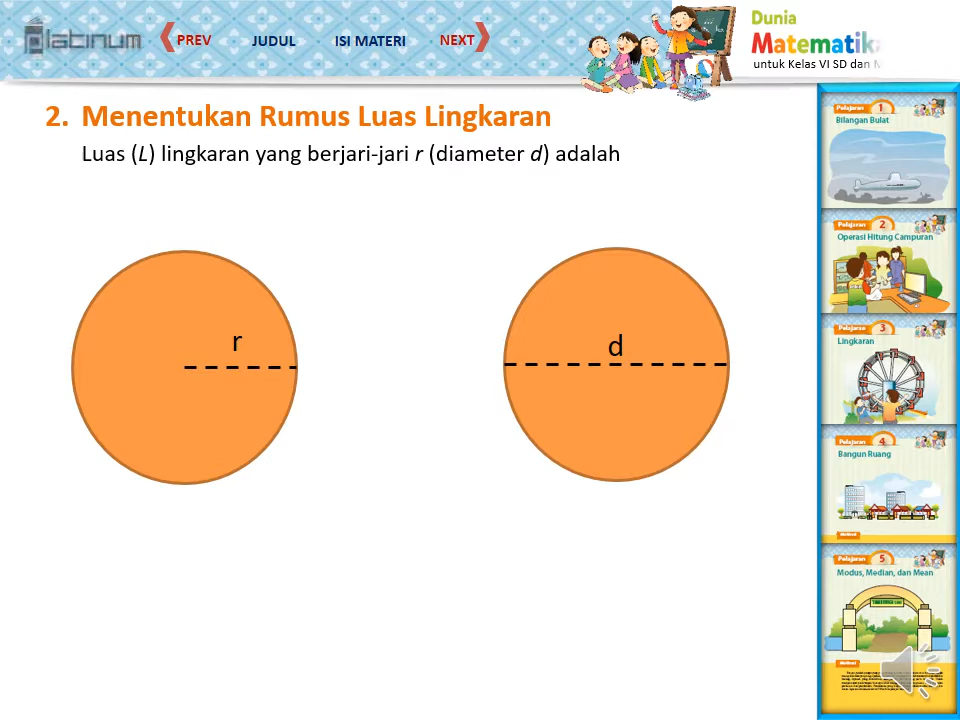 Platinum
PREV
JUDUL
ISI MATERI
NEXT
Dunia
Matematika
untuk Kelas VI SD dan
2. Menentukan Rumus Luas Lingkaran
Luas (L) lingkaran yang berjari-jari r (diameter d) adalah
r
d
Pelajaran 1
Bilangan Bulat
Pelajaran 2
Operasi Hitung Campuran
Pelajaran 3
Lingkaran
Pelajaran 4
Bangun Ruang
Pelajaran 5
Modus, Median, dan Mean